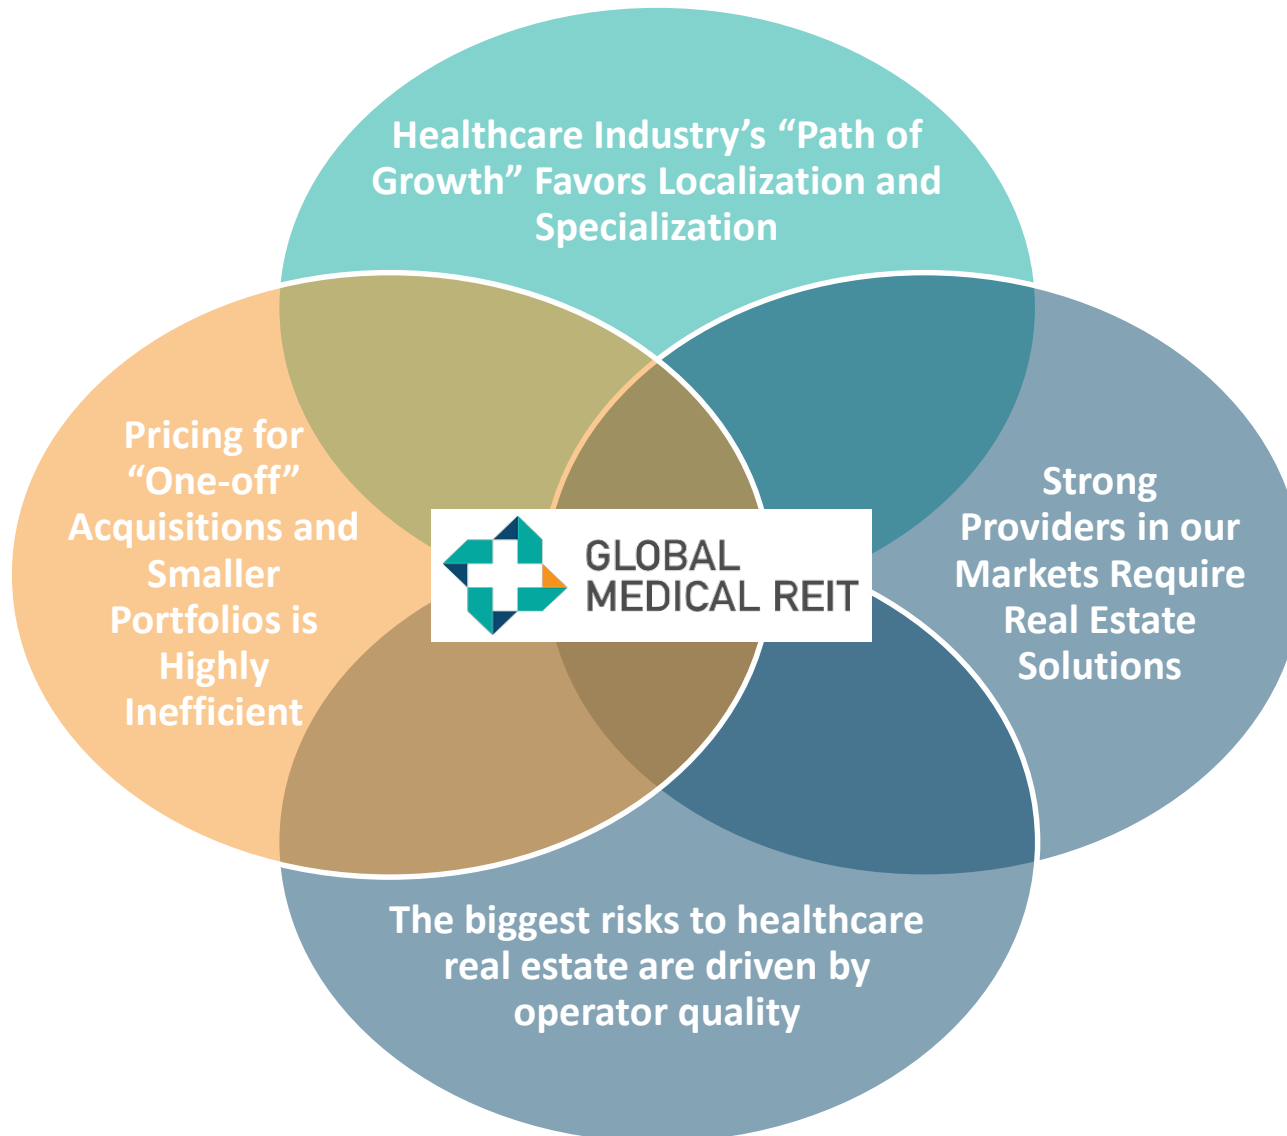 Healthcare Industry’s “Path of
Growth” Favors Localization and
Specialization
Pricing for
“One-off”
Acquisitions and
Smaller
Portfolios is
Highly
Inefficient
GLOBAL
MEDICAL REIT
Strong
Providers in our
Markets Require
Real Estate
Solutions
The biggest risks to healthcare
real estate are driven by
operator quality